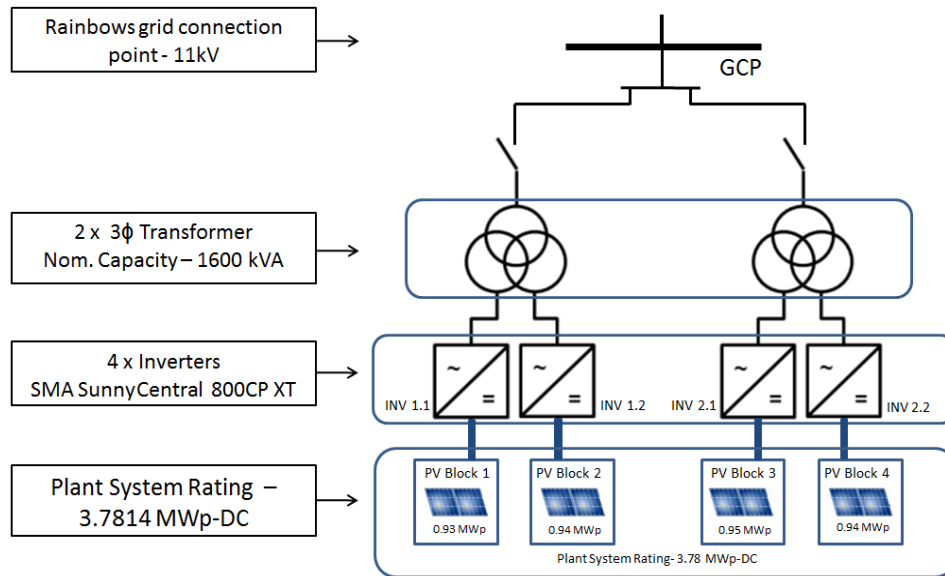 Rainbows grid connection
point - 11kV
GCP
2 x 3ϕ Transformer
Nom. Capacity – 1600 kVA
4 x Inverters
SMA SunnyCentral 800CP XT
~
=
INV 1.1
~
=
INV 1.2
~
=
INV 2.1
~
=
INV 2.2
Plant System Rating –
3.7814 MWp-DC
PV Block 1
0.93 MWp
PV Block 2
0.94 MWp
PV Block 3
0.95 MWp
PV Block 4
0.94 MWp
Plant System Rating- 3.78 MWp-DC